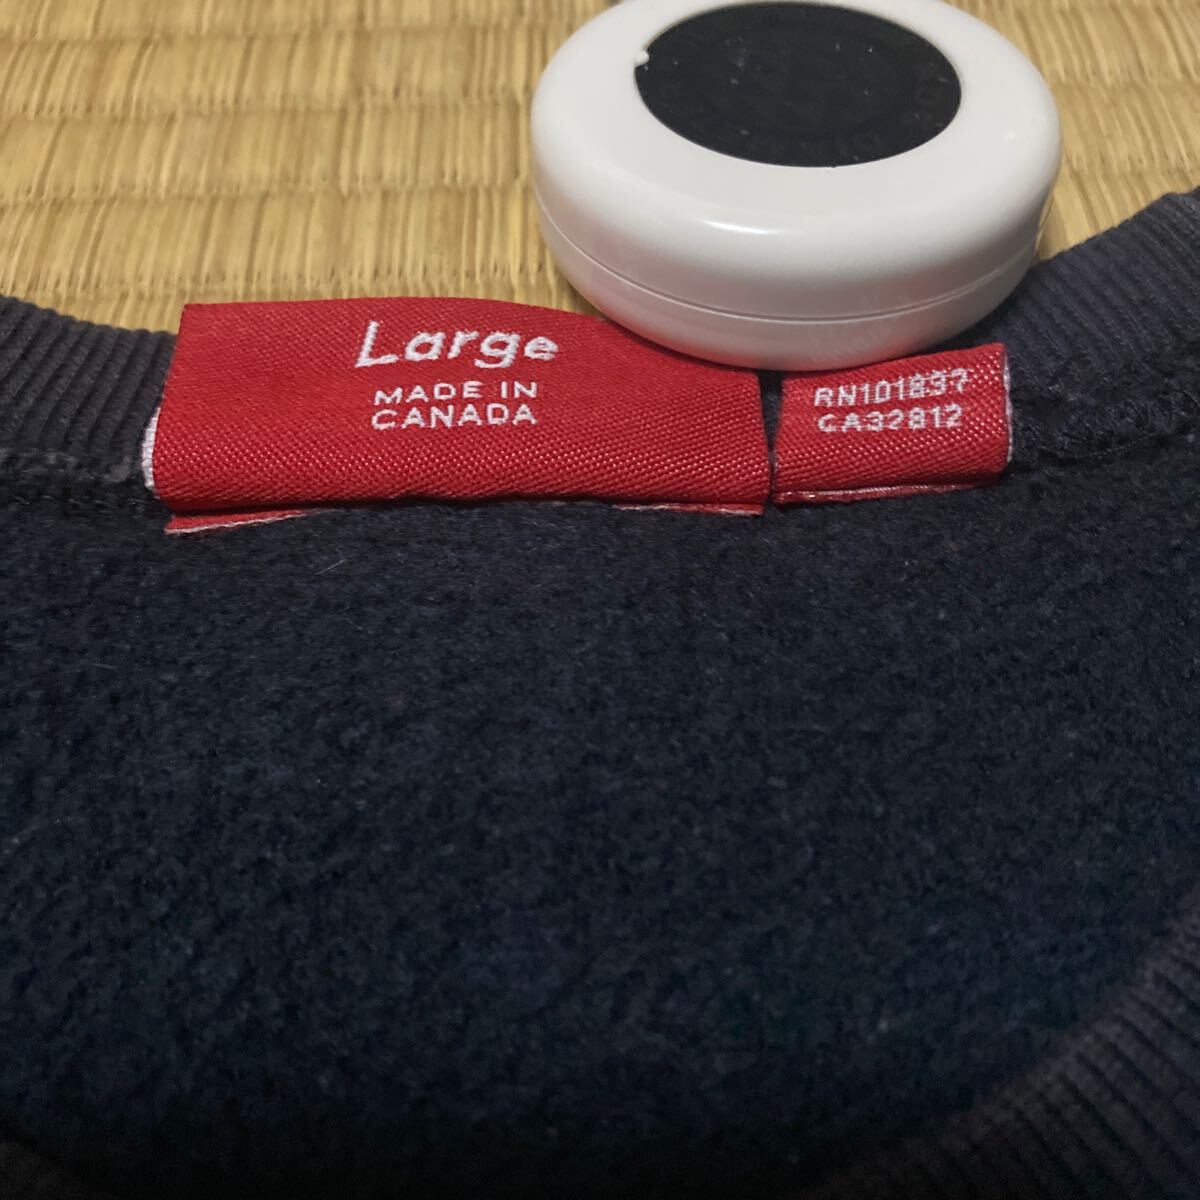 Large
MADE IN
CANADA
RN101837
CA32812